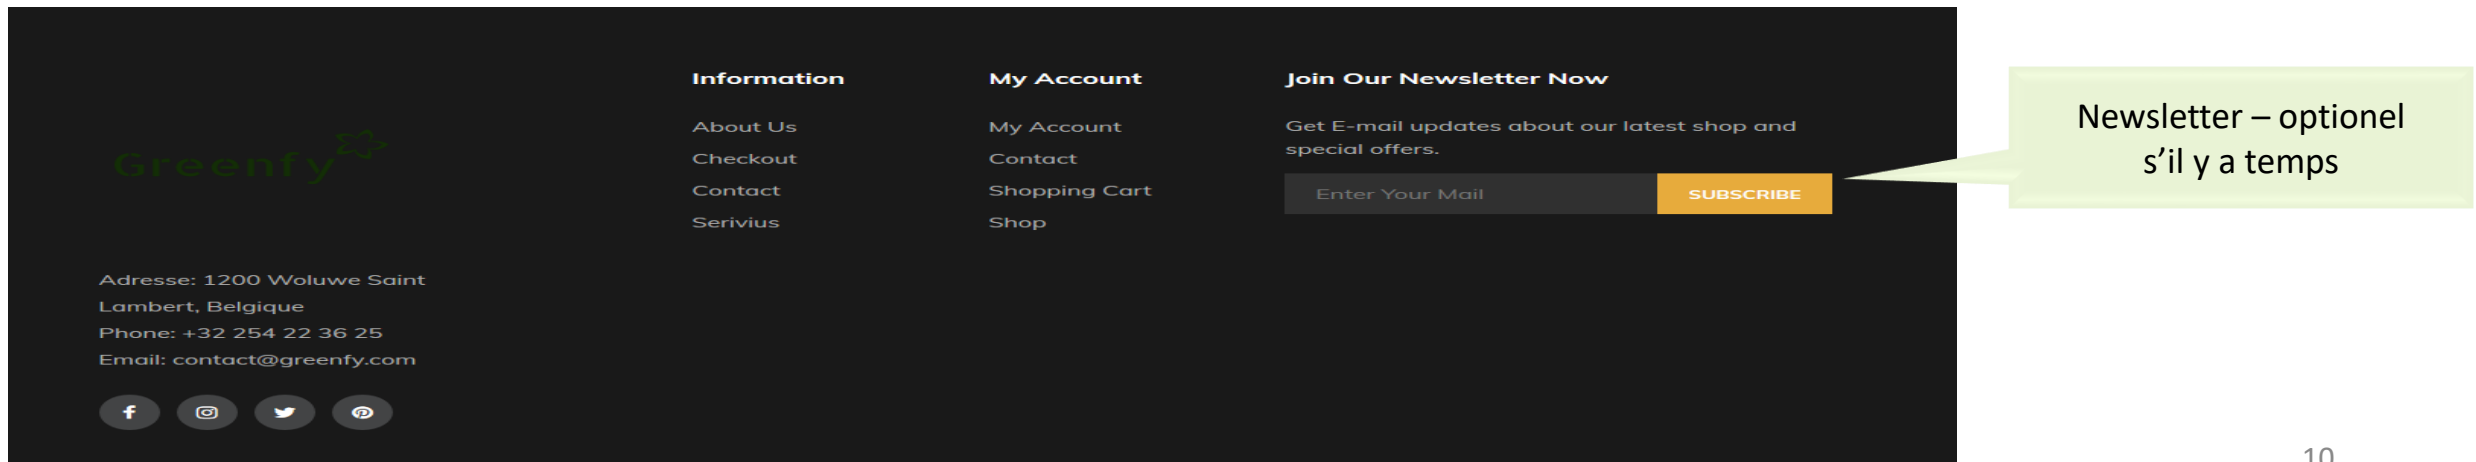 Greenfy
Adresse: 1200 Woluwe Saint
Lambert, Belgique
Phone: +32 254 22 36 25
Email: contact@greenfy.com
Information
About Us
Checkout
Contact
Serivius
My Account
My Account
Contact
Shopping Cart
Shop
Join Our Newsletter Now
Get E-mail updates about our latest shop and
special offers.
Enter Your Mail
SUBSCRIBE
Newsletter – optionel
s’il y a temps
10